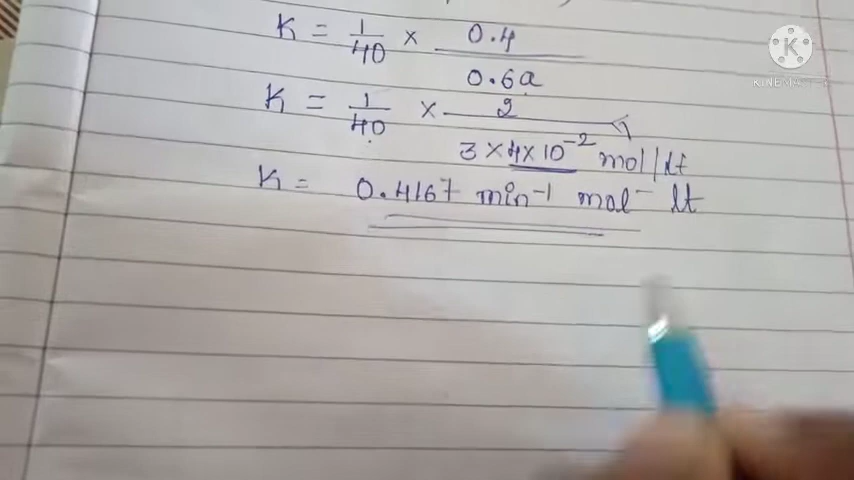 K = 1/40 × 0.4/0.6a
K = 1/40 × 2/3 × 4 × 10⁻² mol/lt
K = 0.4167 min⁻¹ mol⁻ lt
K
KINEMASTER